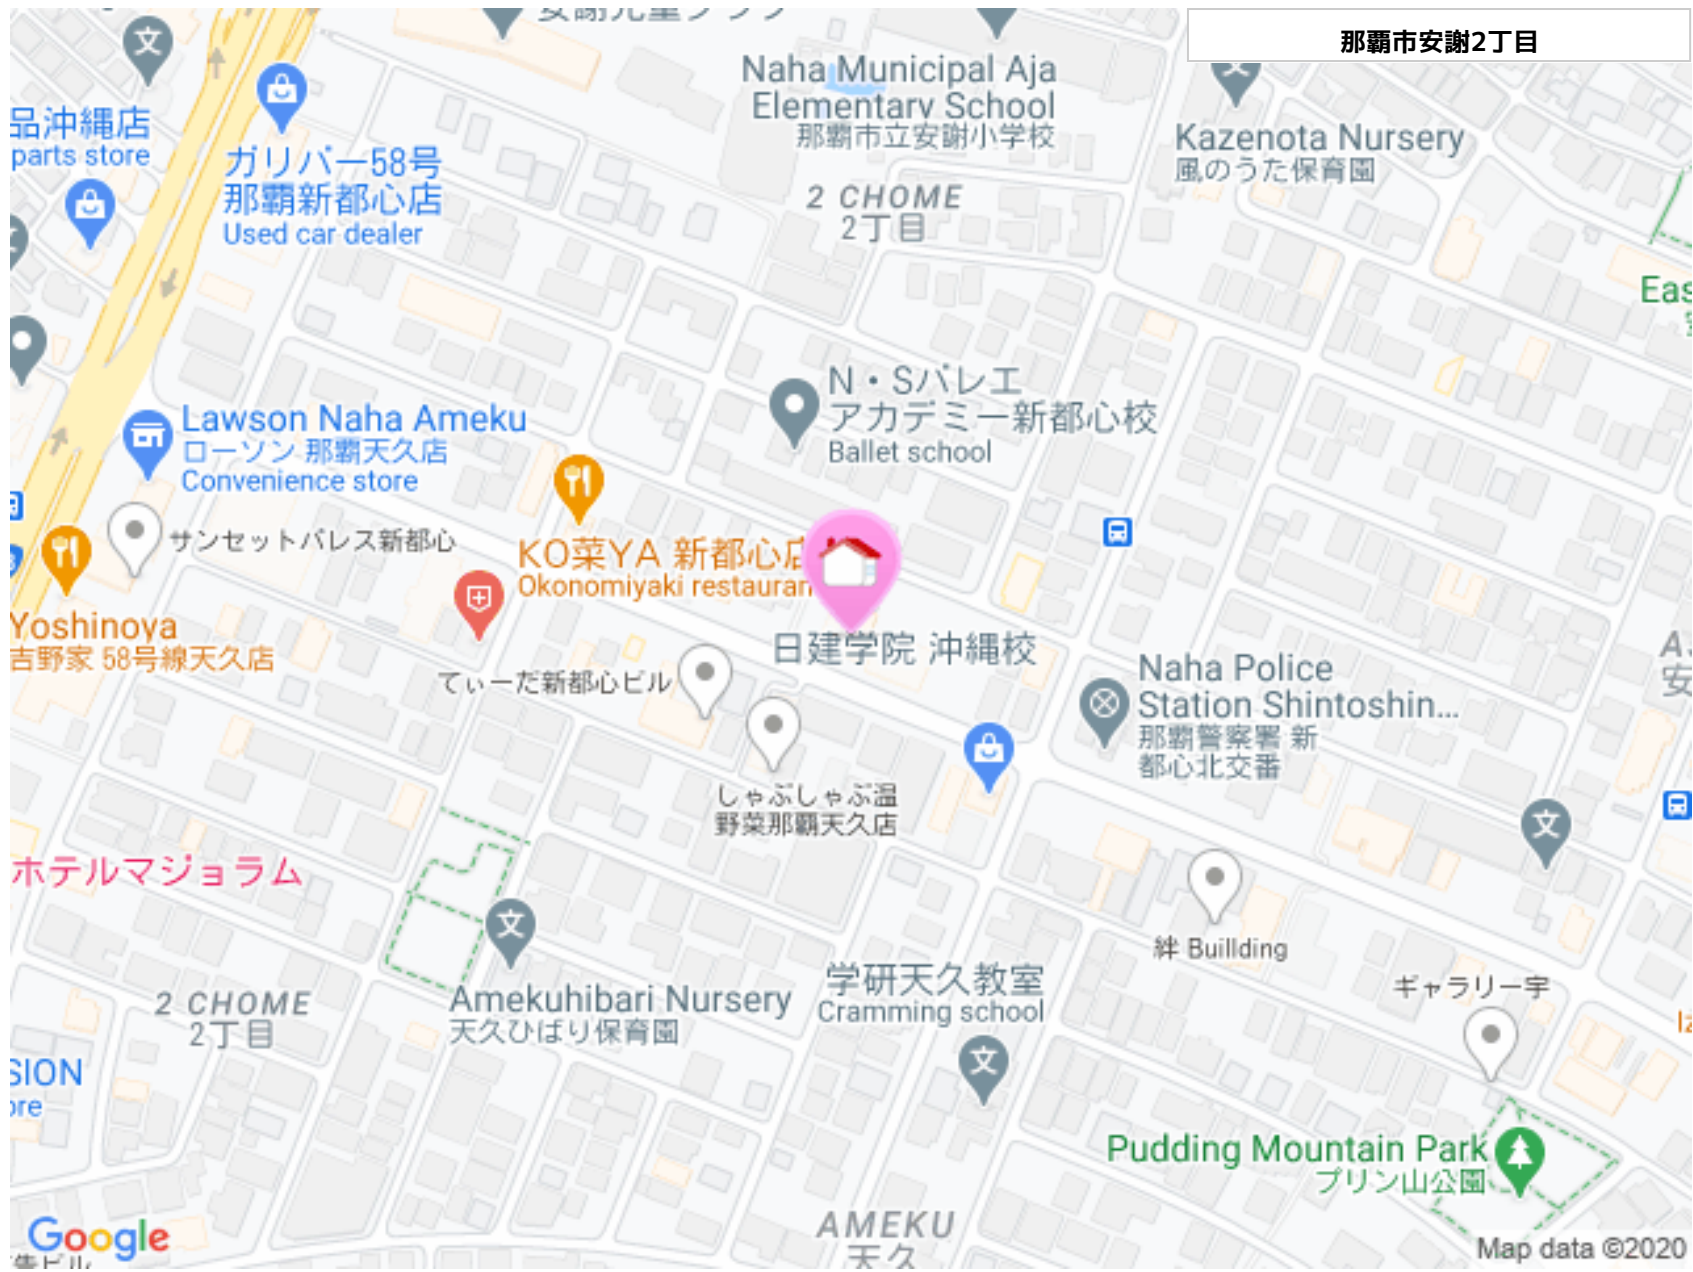 那覇市安謝2丁目
Naha Municipal Aja
Elementary School
那覇市立安謝小学校
Kazenota Nursery
風のうた保育園
品沖縄店
parts store
ガリバー58号
那覇新都心店
Used car dealer
2 CHOME
2丁目
Eas
N・Sバレエ
アカデミー新都心校
Ballet school
Lawson Naha Ameku
ローソン 那覇天久店
Convenience store
サンセットパレス新都心
KO菜YA 新都心店
Okonomiyaki restauran
Yoshinoya
吉野家 58号線天久店
日建学院 沖縄校
てぃーだ新都心ビル
Naha Police
Station Shintoshin...
那覇警察署 新
都心北交番
A
安
しゃぶしゃぶ温
野菜那覇天久店
ホテルマジョラム
絆 Buillding
ギャラリー宇
学研天久教室
Cramming school
Amekuhibari Nursery
天久ひばり保育園
2 CHOME
2丁目
SION
ore
Iz
Pudding Mountain Park
プリン山公園
AMEKU
天久
Google
Map data ©2020